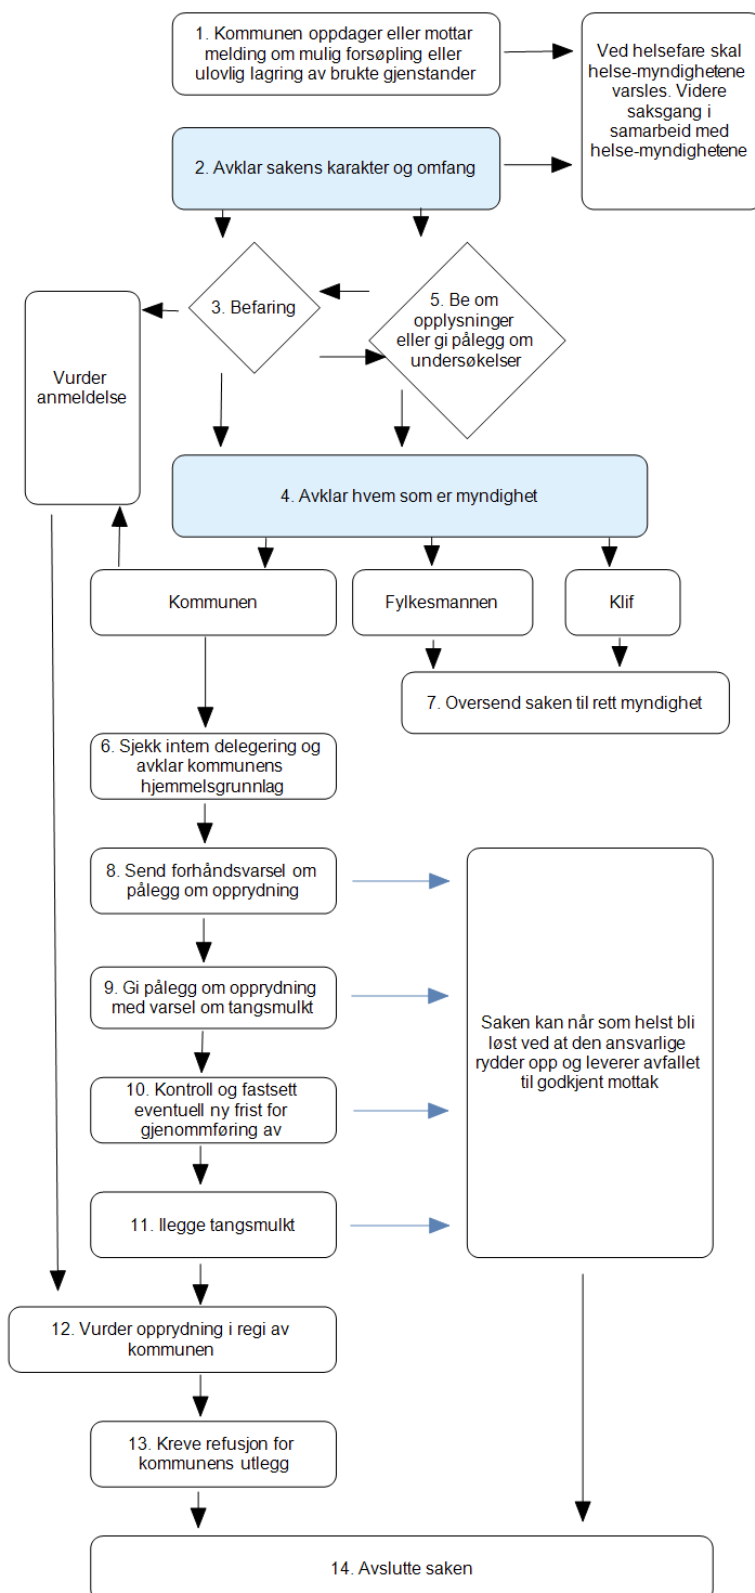 1. Kommunen oppdager eller mottar
melding om mulig forsøpling eller
ulovlig lagring av brukte gjenstander
Ved helsefare skal
helse-myndighetene
varsles. Videre
saksgang i
samarbeid med
helse-myndighetene
2. Avklar sakens karakter og omfang
3. Befaring
5. Be om
opplysninger
eller gi pålegg om
undersøkelser
Vurder
anmeldelse
4. Avklar hvem som er myndighet
Kommunen
Fylkesmannen
Klif
7. Oversend saken til rett myndighet
6. Sjekk intern delegering og
avklar kommunens
hjemmelsgrunnlag
8. Send forhåndsvarsel om
pålegg om opprydning
9. Gi pålegg om opprydning
med varsel om tangsmulkt
Saken kan når som helst bli
løst ved at den ansvarlige
rydder opp og leverer avfallet
til godkjent mottak
10. Kontroll og fastsett
eventuell ny frist for
gjenommføring av
11. Ilegge tangsmulkt
12. Vurder opprydning i regi av
kommunen
13. Kreve refusjon for
kommunens utlegg
14. Avslutte saken